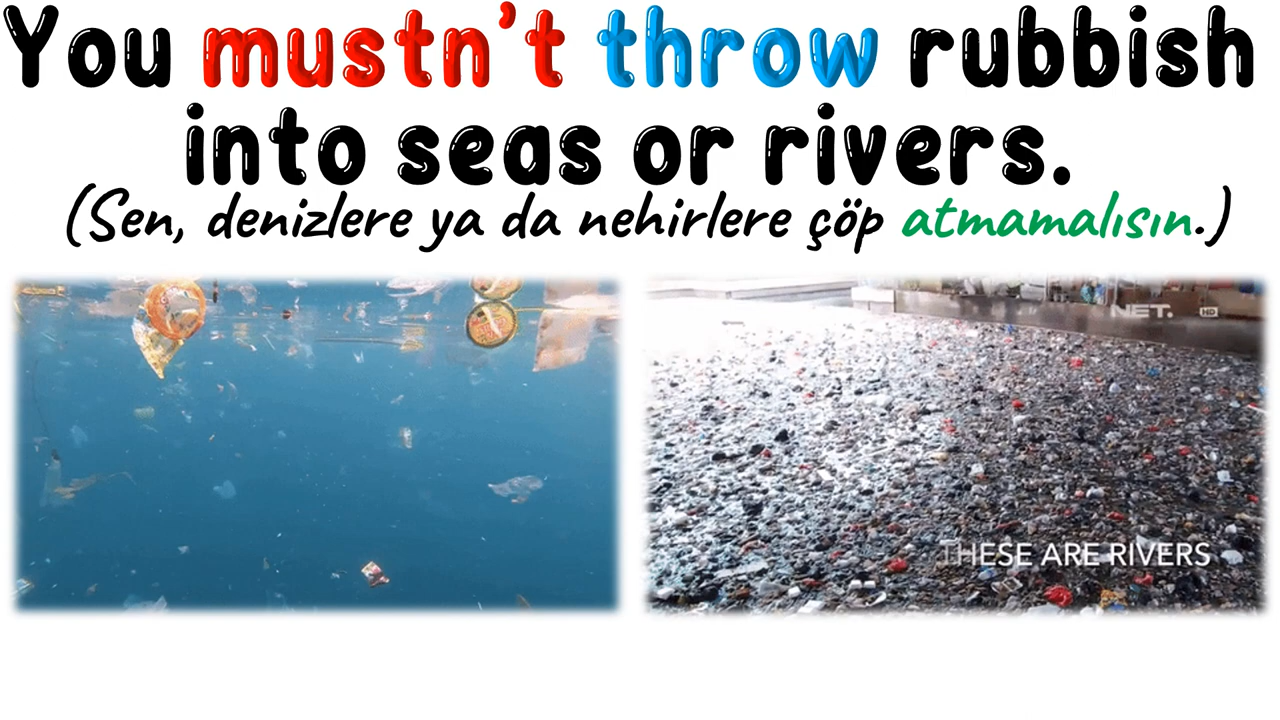 You mustn't throw rubbish
into seas or rivers.
(Sen, denizlere ya da nehirlere çöp atmamalısın.)
NET. HD
THESE ARE RIVERS